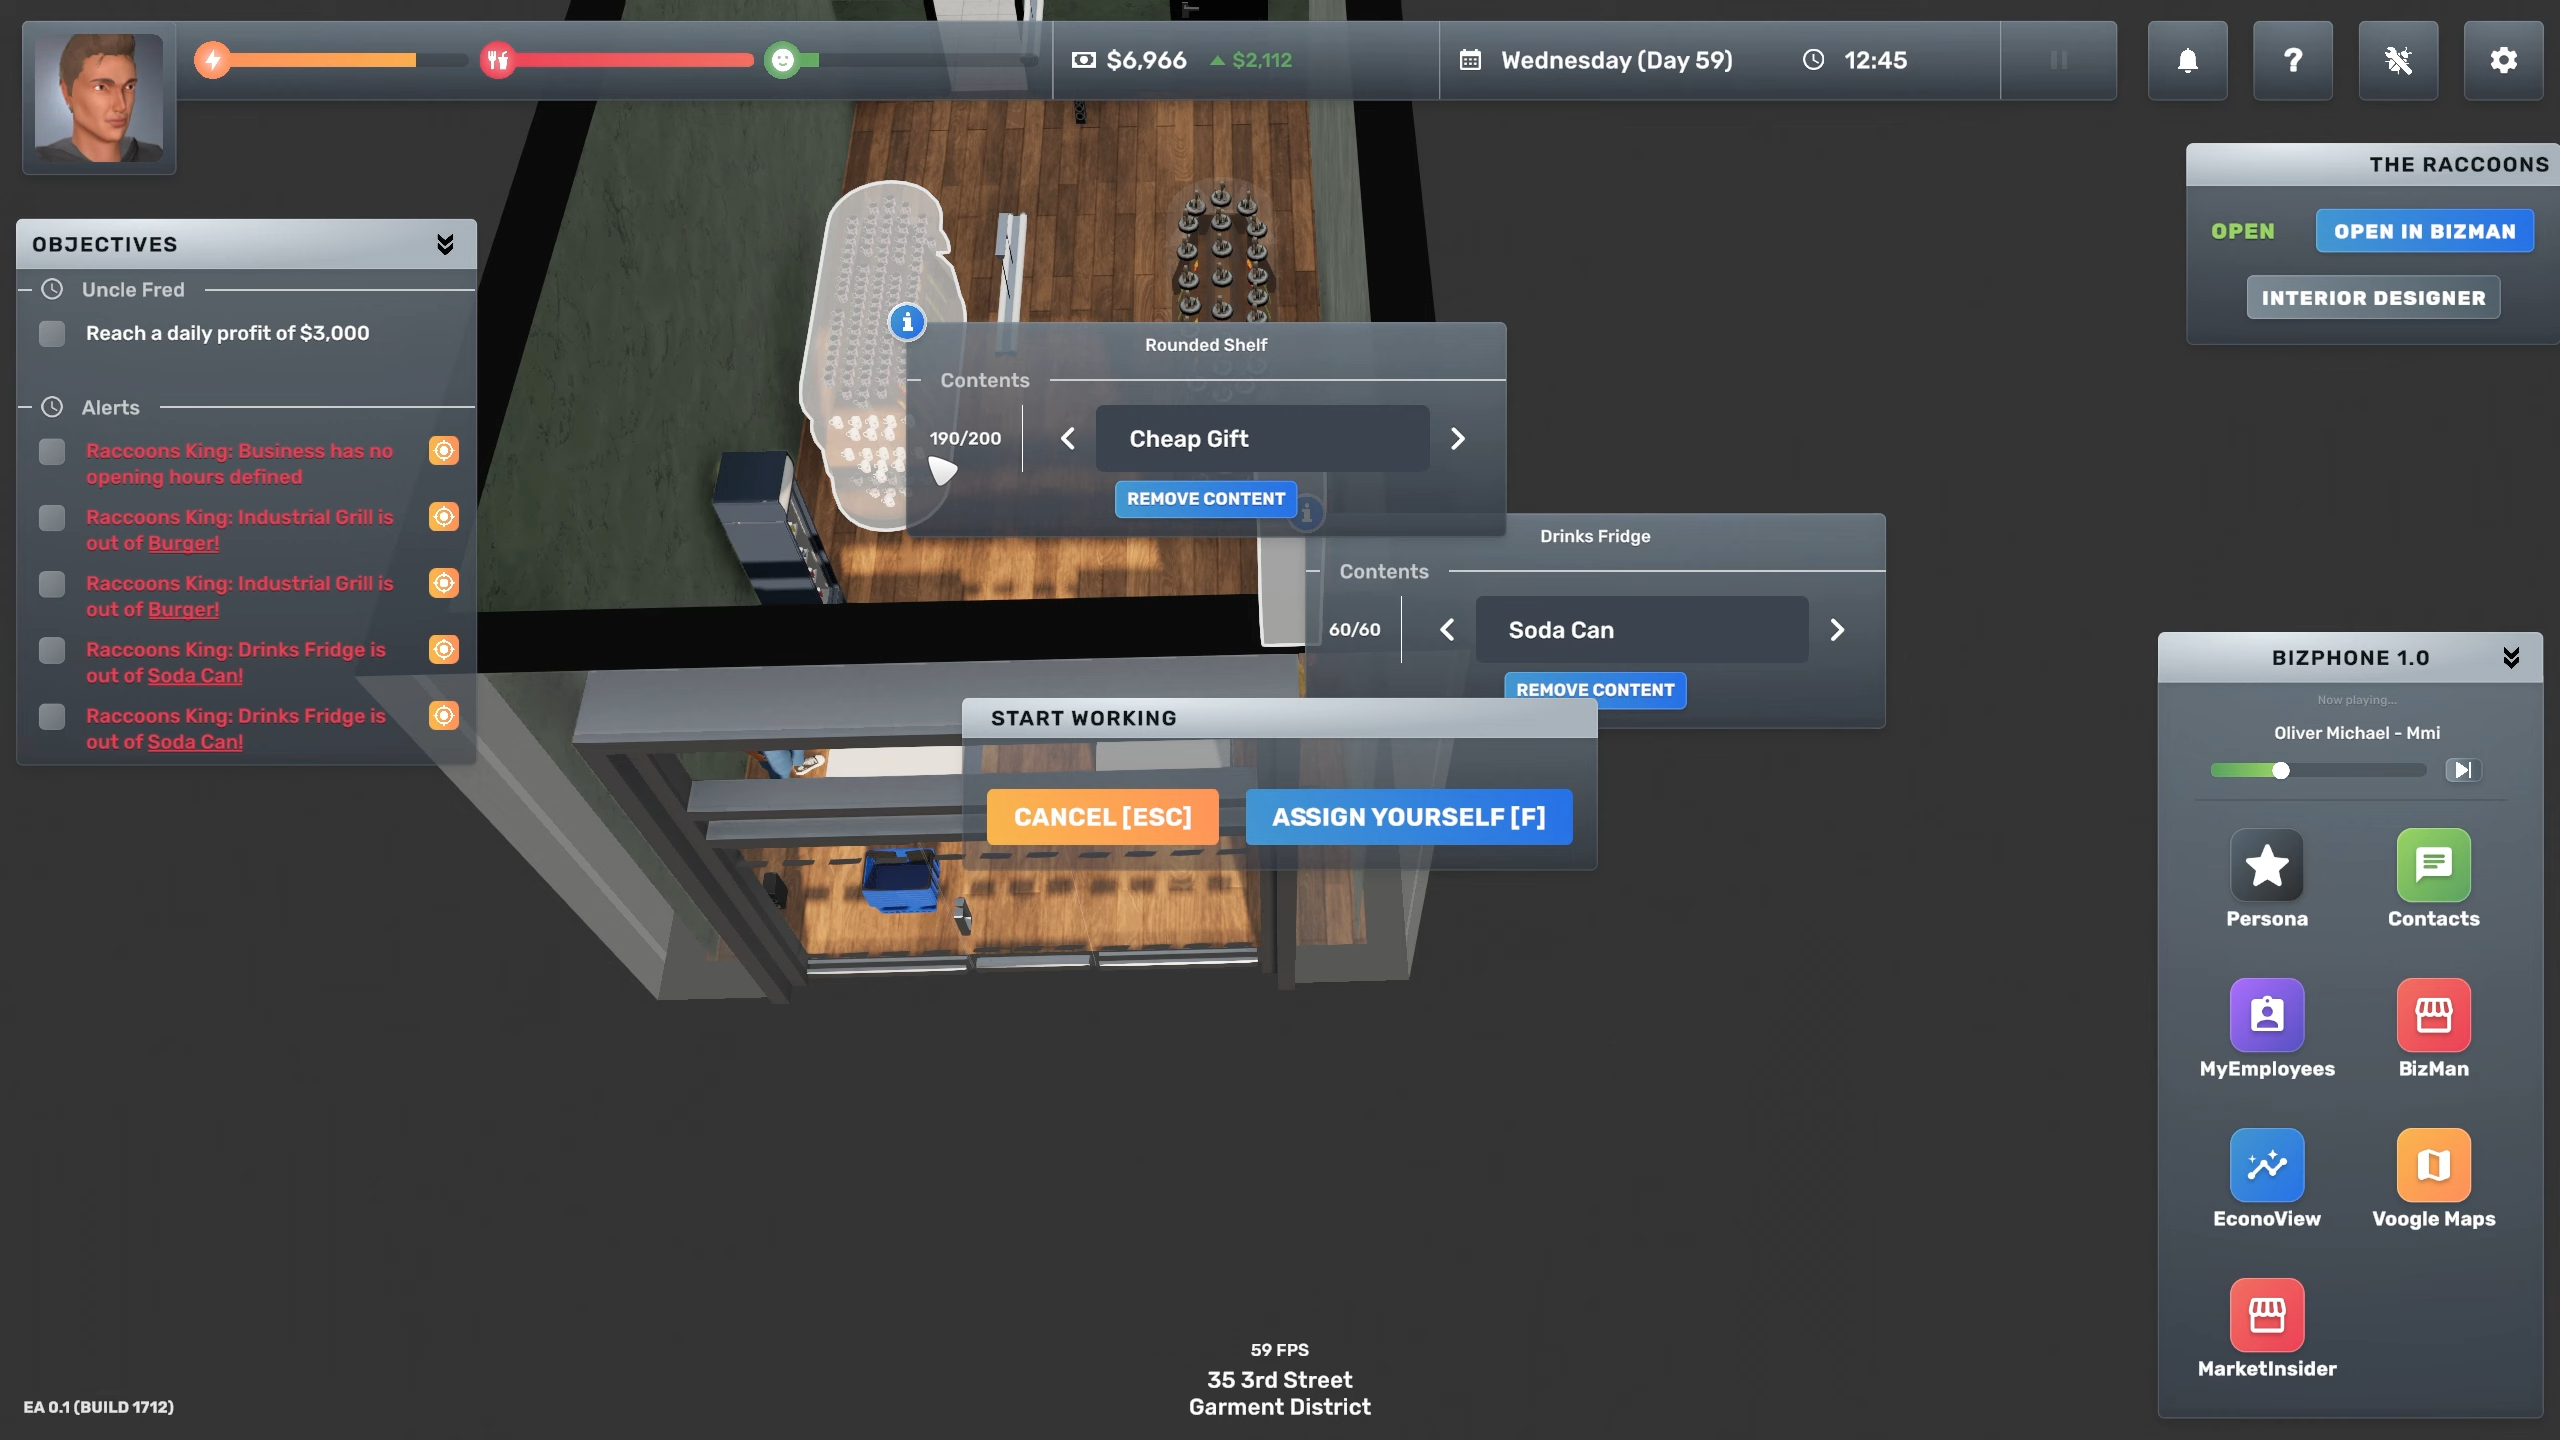 $6,966
$2,112
Wednesday (Day 59)
12:45
?
THE RACCOONS
OPEN
OPEN IN BIZMAN
INTERIOR DESIGNER
OBJECTIVES
Uncle Fred
Reach a daily profit of $3,000
Alerts
Raccoons King: Business has no
opening hours defined
Raccoons King: Industrial Grill is
out of Burger!
Raccoons King: Industrial Grill is
out of Burger!
Raccoons King: Drinks Fridge is
out of Soda Can!
Raccoons King: Drinks Fridge is
out of Soda Can!
Rounded Shelf
Contents
190/200
Cheap Gift
REMOVE CONTENT
Drinks Fridge
Contents
60/60
Soda Can
REMOVE CONTENT
START WORKING
CANCEL [ESC]
ASSIGN YOURSELF [F]
BIZPHONE 1.0
Now playing...
Oliver Michael - Mmi
Persona
Contacts
MyEmployees
BizMan
EconoView
Voogle Maps
MarketInsider
59 FPS
35 3rd Street
Garment District
EA 0.1 (BUILD 1712)